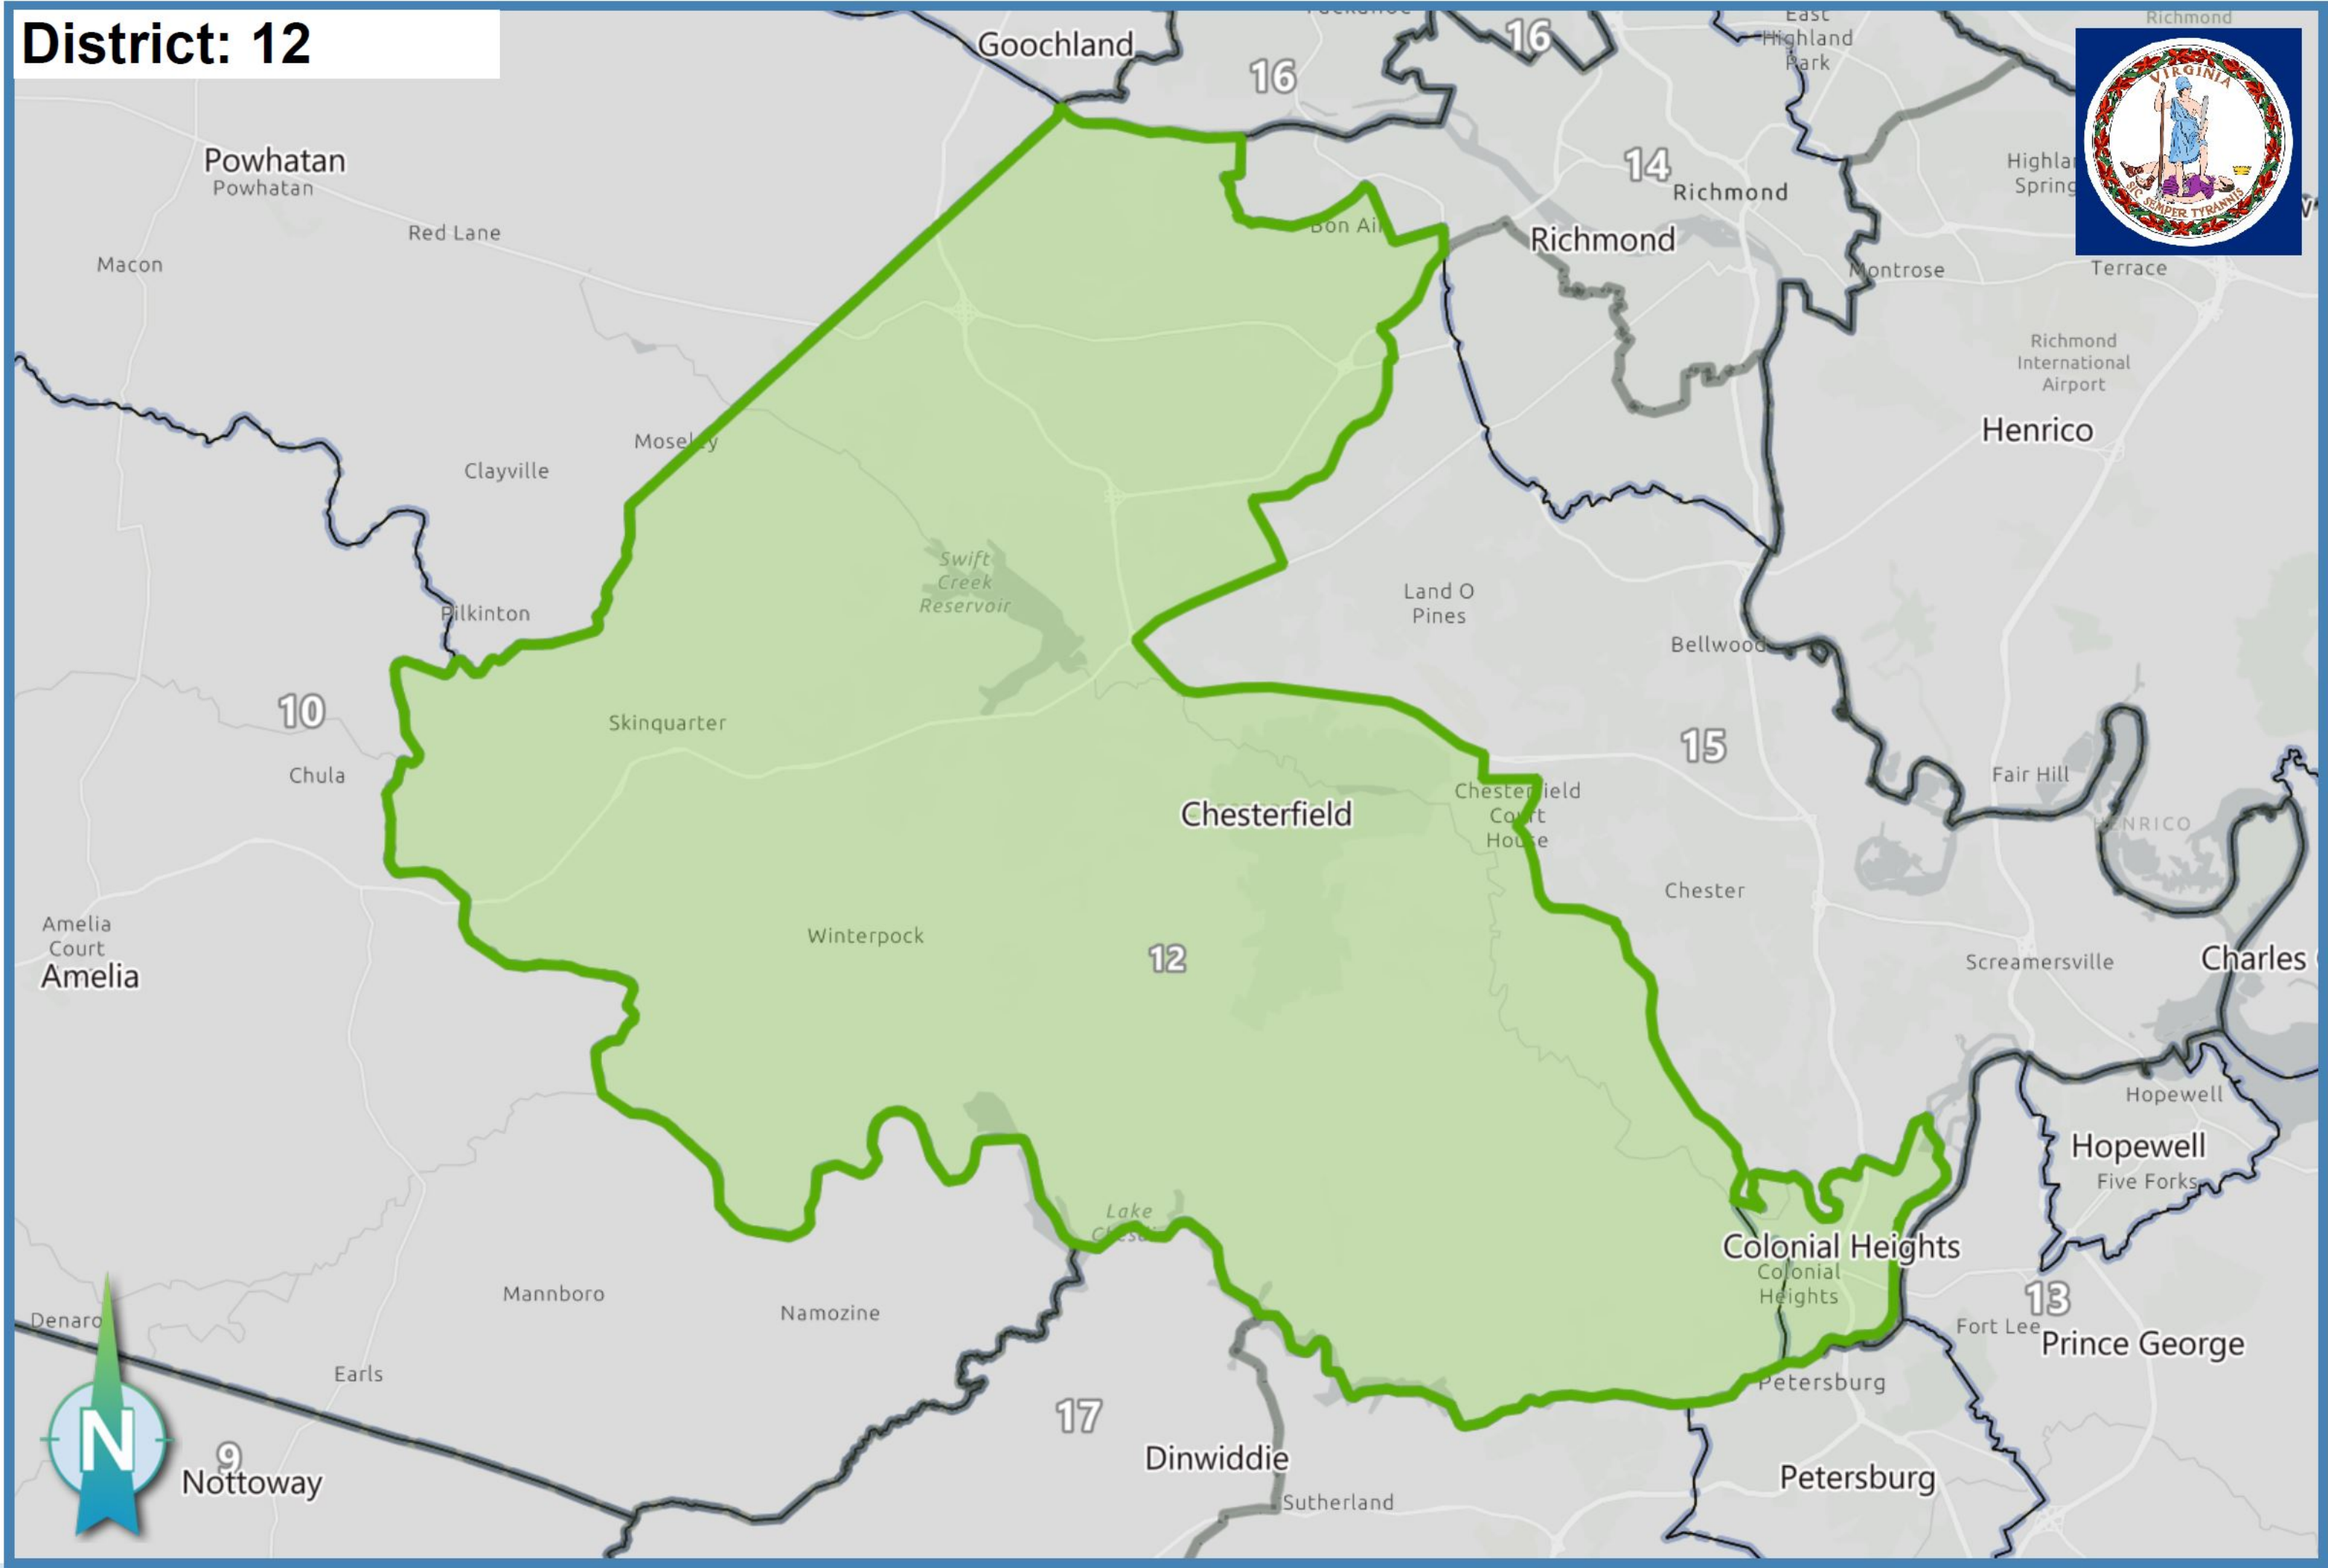 District: 12
Goochland
16
16
East
Highland
Park
Richmond
VIRGINIA
SIC SEMPER TYRANNIS
Powhatan
Powhatan
14
Richmond
Red Lane
Bon Air
Richmond
Macon
Montrose
Terrace
Richmond
International
Airport
Henrico
Moseley
Clayville
Swift
Creek
Reservoir
Land O
Pines
Pilkinton
Bellwood
10
Skinquarter
15
Chula
Fair Hill
Chesterfield
Chesterfield
Court
House
HENRICO
Chester
Amelia
Court
Amelia
Winterpock
12
Screamersville
Charles
Hopewell
Hopewell
Five Forks
Lake
Colonial Heights
Colonial
Heights
Mannboro
Namozine
13
Denaro
Fort Lee
Prince George
Earls
Petersburg
17
N
9
Nottoway
Dinwiddie
Petersburg
Sutherland